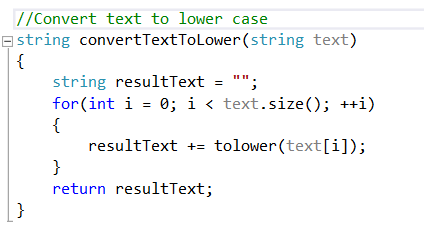 //Convert text to lower case
string convertTextToLower(string text)
{
    string resultText = "";
    for(int i = 0; i < text.size(); ++i)
    {
        resultText += tolower(text[i]);
    }
    return resultText;
}